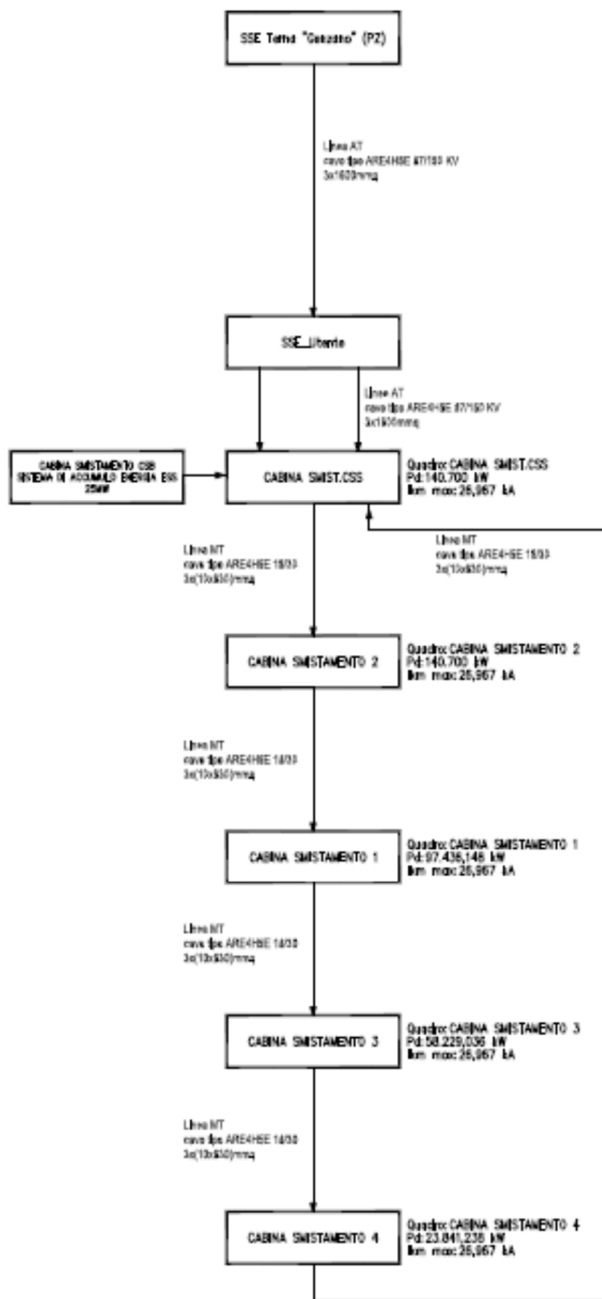 SSE Terna "Genzano" (PZ)
Linea AT
cavo tipo ARE4H5E 87/150 KV
3x1600mmq
SSE_Utente
Linea AT
cavo tipo ARE4H5E 87/150 KV
3x1600mmq
CABINA SMISTAMENTO CSB
SISTEMA DI ACCUMULO ENERGIA ESS
25MW
CABINA SMIST.CSS
Quadro: CABINA SMIST.CSS
Pd: 140.700 kW
Ikm max: 26,967 kA
Linea MT
cavo tipo ARE4H5E 18/30
3x(10x630)mmq
Linea MT
cavo tipo ARE4H5E 18/30
3x(10x630)mmq
CABINA SMISTAMENTO 2
Quadro: CABINA SMISTAMENTO 2
Pd: 140.700 kW
Ikm max: 26,967 kA
Linea MT
cavo tipo ARE4H5E 18/30
3x(10x630)mmq
CABINA SMISTAMENTO 1
Quadro: CABINA SMISTAMENTO 1
Pd: 97.436,148 kW
Ikm max: 26,967 kA
Linea MT
cavo tipo ARE4H5E 18/30
3x(10x630)mmq
CABINA SMISTAMENTO 3
Quadro: CABINA SMISTAMENTO 3
Pd: 58.229,036 kW
Ikm max: 26,967 kA
Linea MT
cavo tipo ARE4H5E 18/30
3x(10x630)mmq
CABINA SMISTAMENTO 4
Quadro: CABINA SMISTAMENTO 4
Pd: 23.841,238 kW
Ikm max: 26,967 kA